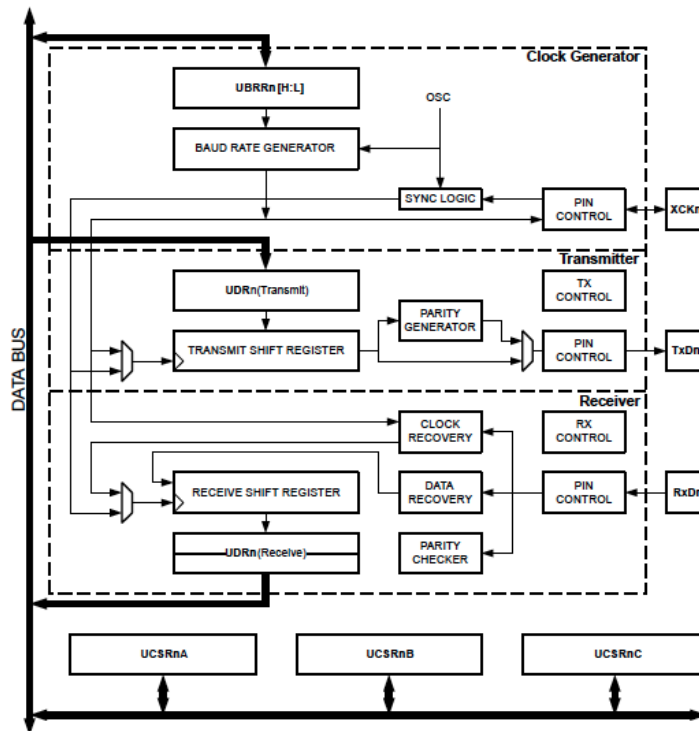 Clock Generator
UBRRn [H:L]
OSC
BAUD RATE GENERATOR
SYNC LOGIC
PIN
CONTROL
XCKn
Transmitter
UDRn(Transmit)
TX
CONTROL
PARITY
GENERATOR
TRANSMIT SHIFT REGISTER
PIN
CONTROL
TxDn
DATA BUS
Receiver
CLOCK
RECOVERY
RX
CONTROL
RECEIVE SHIFT REGISTER
DATA
RECOVERY
PIN
CONTROL
RxDn
UDRn(Receive)
PARITY
CHECKER
UCSRnA
UCSRnB
UCSRnC